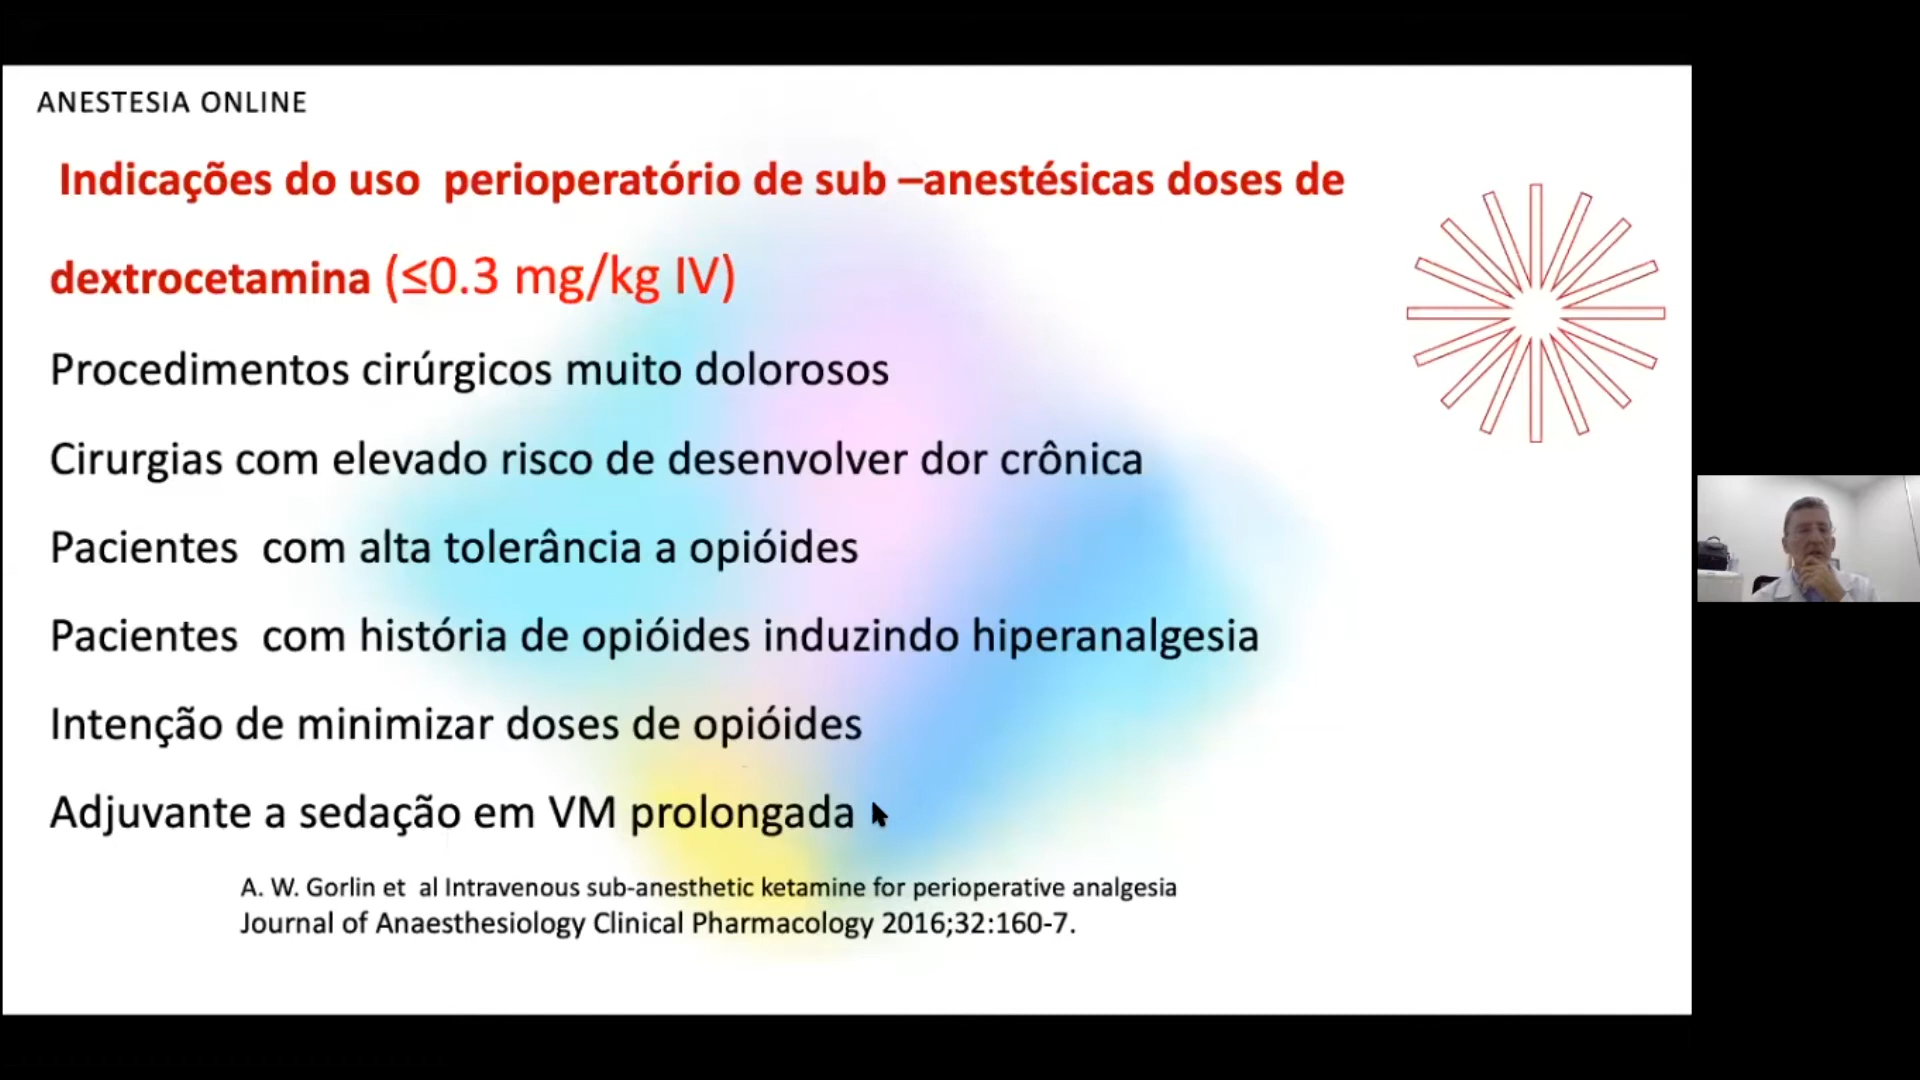 ANESTESIA ONLINE
Indicações do uso perioperatório de sub –anestésicas doses de
dextrocetamina (≤0.3 mg/kg IV)
Procedimentos cirúrgicos muito dolorosos
Cirurgias com elevado risco de desenvolver dor crônica
Pacientes com alta tolerância a opióides
Pacientes com história de opióides induzindo hiperanalgesia
Intenção de minimizar doses de opióides
Adjuvante a sedação em VM prolongada
A. W. Gorlin et al Intravenous sub-anesthetic ketamine for perioperative analgesia
Journal of Anaesthesiology Clinical Pharmacology 2016;32:160-7.